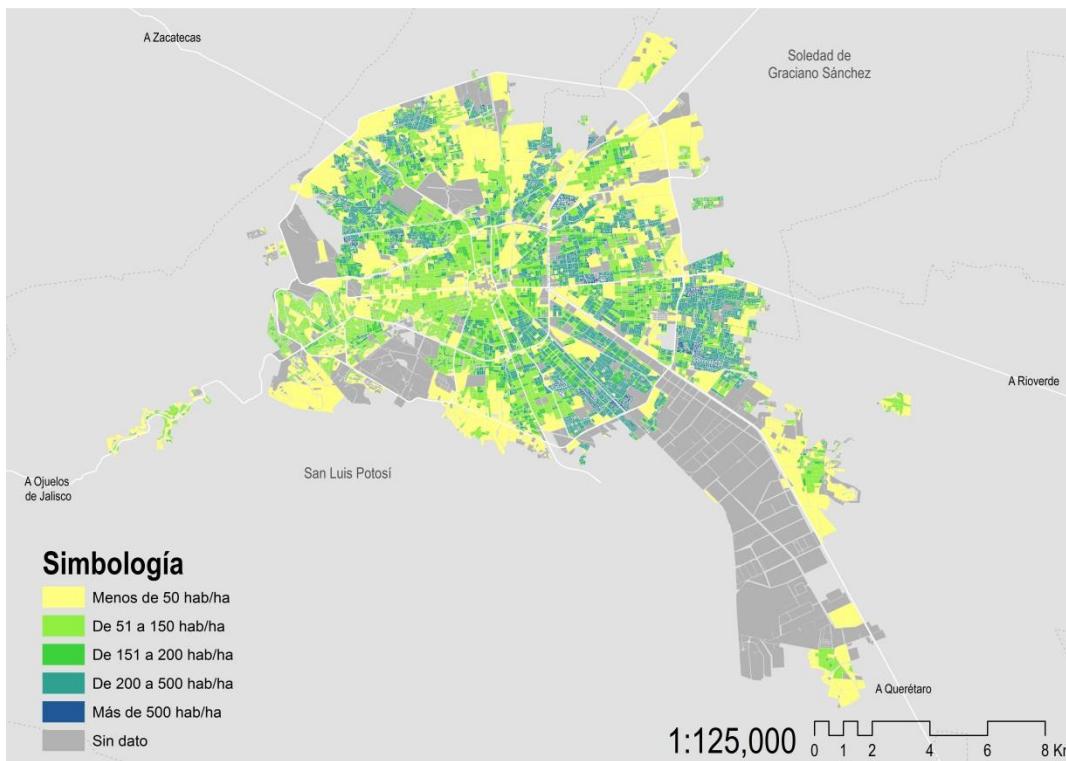 A Zacatecas
Soledad de
Graciano Sánchez
A Rioverde
San Luis Potosí
A Ojuelos
de Jalisco
Simbología
Menos de 50 hab/ha
De 51 a 150 hab/ha
De 151 a 200 hab/ha
De 200 a 500 hab/ha
Más de 500 hab/ha
Sin dato
A Querétaro
1:125,000
0 1 2 4 6 8 Km